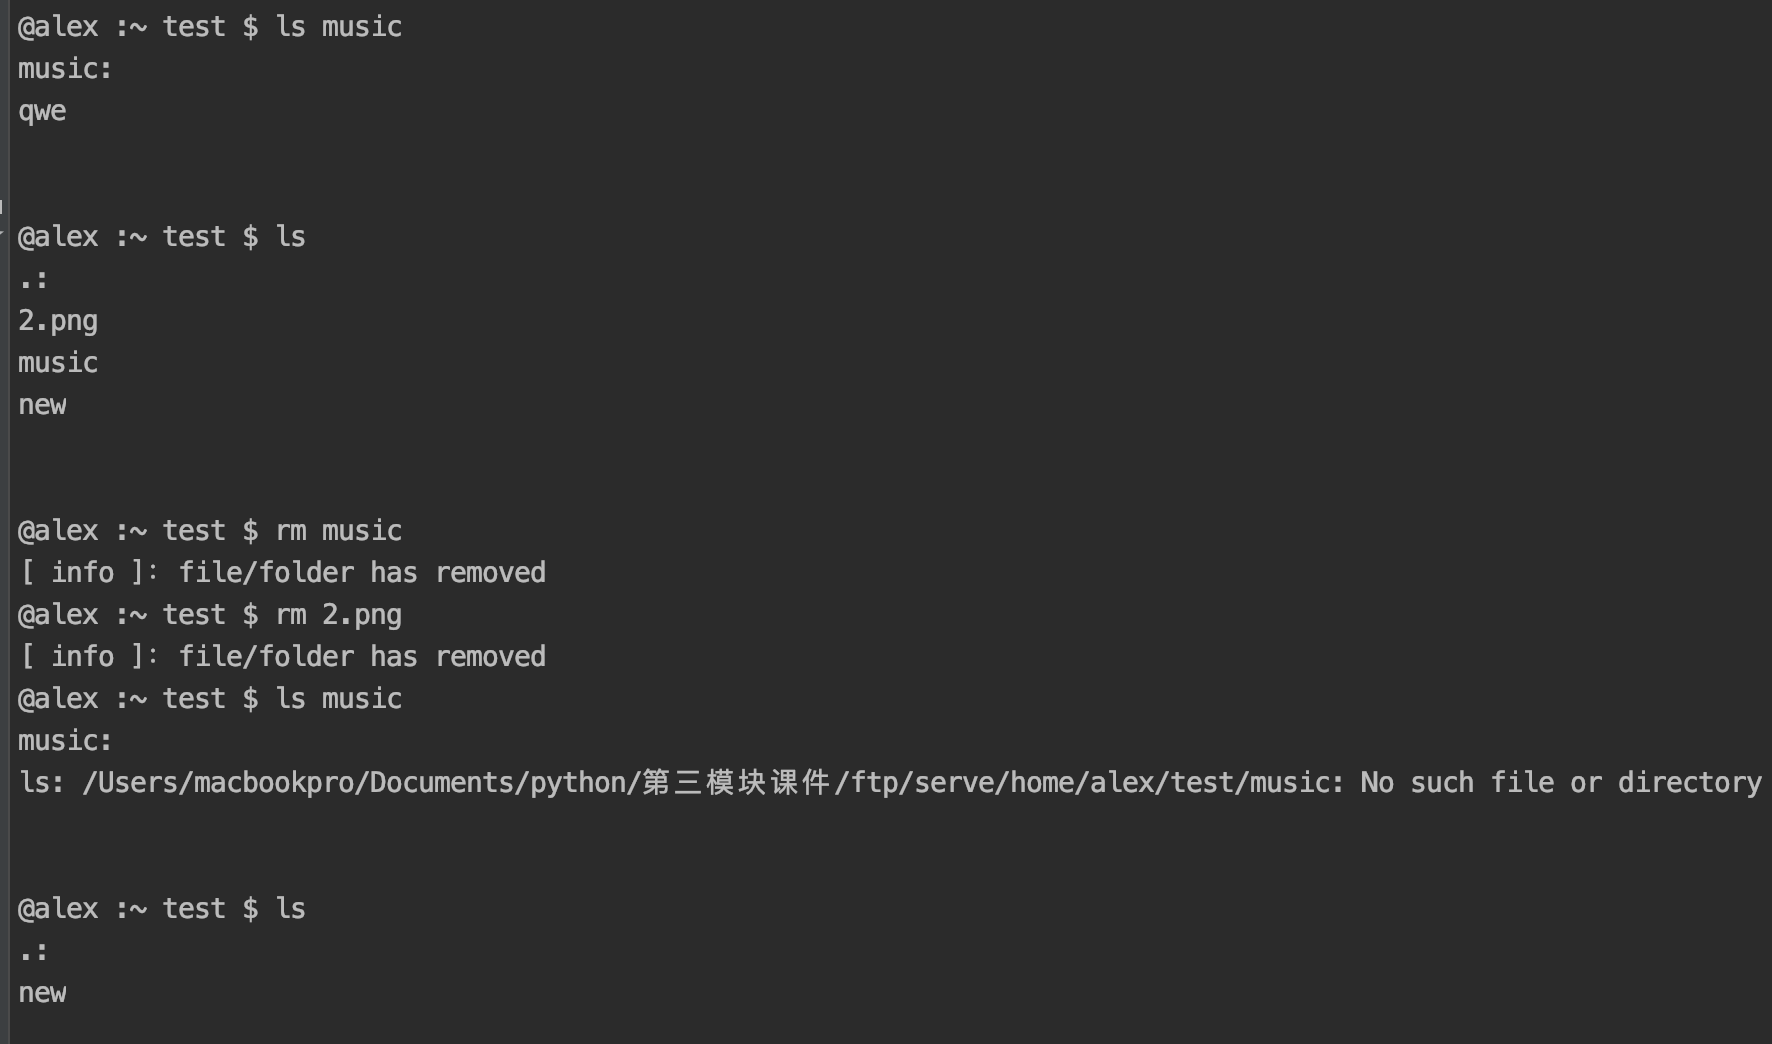 @alex :~ test $ ls music
music:
qwe
@alex :~ test $ ls
.:
2.png
music
new
@alex :~ test $ rm music
[ info ]: file/folder has removed
@alex :~ test $ rm 2.png
[ info ]: file/folder has removed
@alex :~ test $ ls music
music:
ls: /Users/macbookpro/Documents/python/第三模块课件/ftp/serve/home/alex/test/music: No such file or directory
@alex :~ test $ ls
.:
new